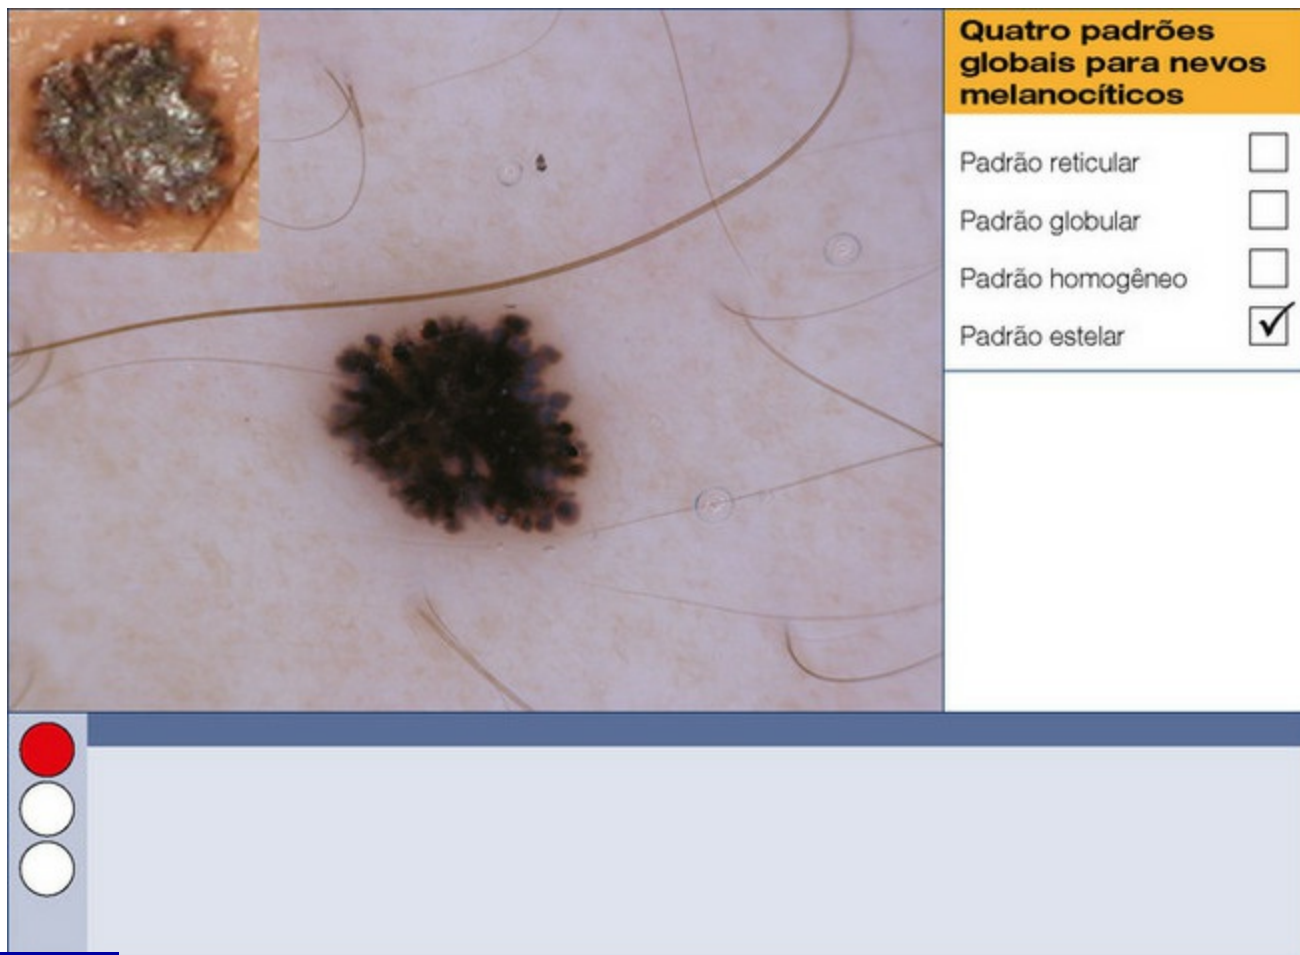 Quatro padrões
globais para nevos
melanocíticos
Padrão reticular
Padrão globular
Padrão homogêneo
Padrão estelar